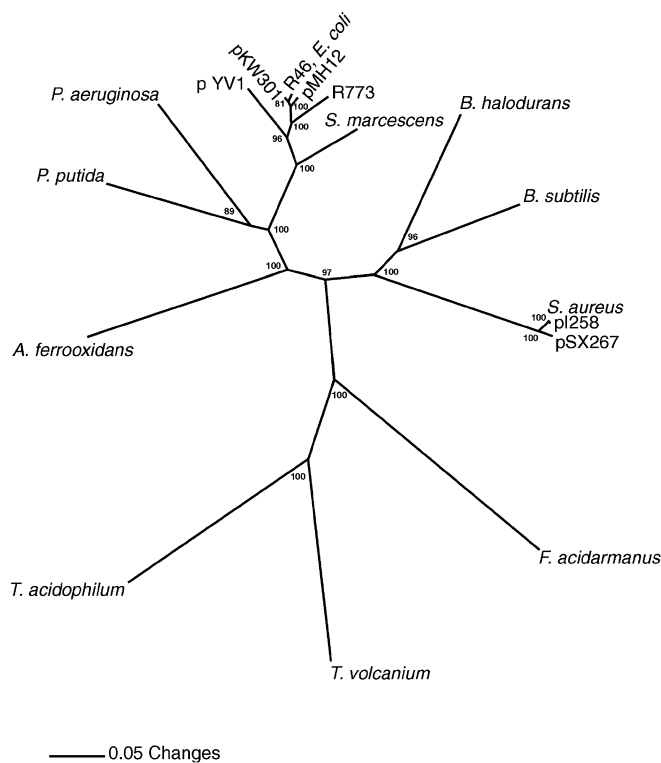 pKW301
R46, E. coli
pMH12
p YV1
R773
P. aeruginosa
B. halodurans
81
100
S. marcescens
100
96
100
P. putida
B. subtilis
89
100
96
100
97
100
S. aureus
100
pI258
100
pSX267
A. ferrooxidans
100
100
F. acidarmanus
T. acidophilum
T. volcanium
0.05 Changes